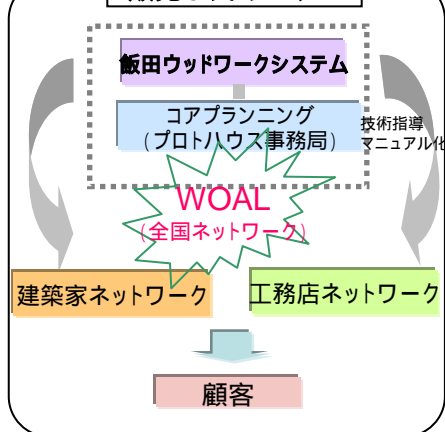 飯田ウッドワークシステム
コアプランニング
(プロトハウス事務局)
技術指導
マニュアル化
WOAL
(全国ネットワーク)
建築家ネットワーク
工務店ネットワーク
顧客